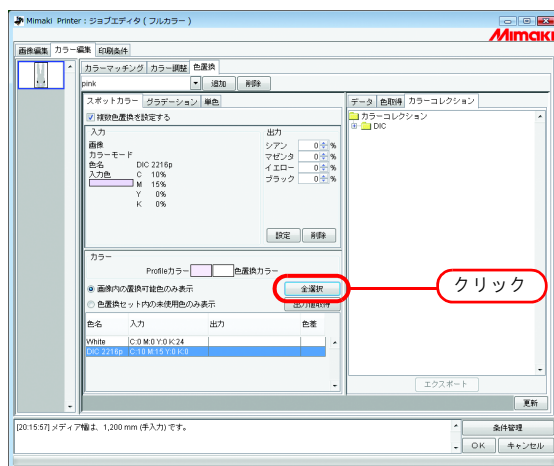 Mimaki Printer : ジョブエディタ ( フルカラー )
Mimaki
画像編集 カラー編集 印刷条件
カラーマッチング カラー調整 色置換
pink 追加 削除
スポットカラー グラデーション 単色
データ 色取得 カラーコレクション
複数色置換を設定する
カラーコレクション
DIC
入力 出力
画像
カラーモード
色名 DIC 2216p
入力色 C 10%
M 15%
Y 0%
K 0%
シアン 0 %
マゼンタ 0 %
イエロー 0 %
ブラック 0 %
設定 削除
カラー
Profileカラー 色置換カラー
画像内の置換可能色のみ表示 全選択
クリック
色置換セット内の未使用色のみ表示 出力値取得
色名 入力 出力 色差
White C:0 M:0 Y:0 K:24
DIC 2216p C:10 M:15 Y:0 K:0
エクスポート
更新
[20:15:57] メディア幅は、1,200 mm (手入力) です。
条件管理
OK キャンセル